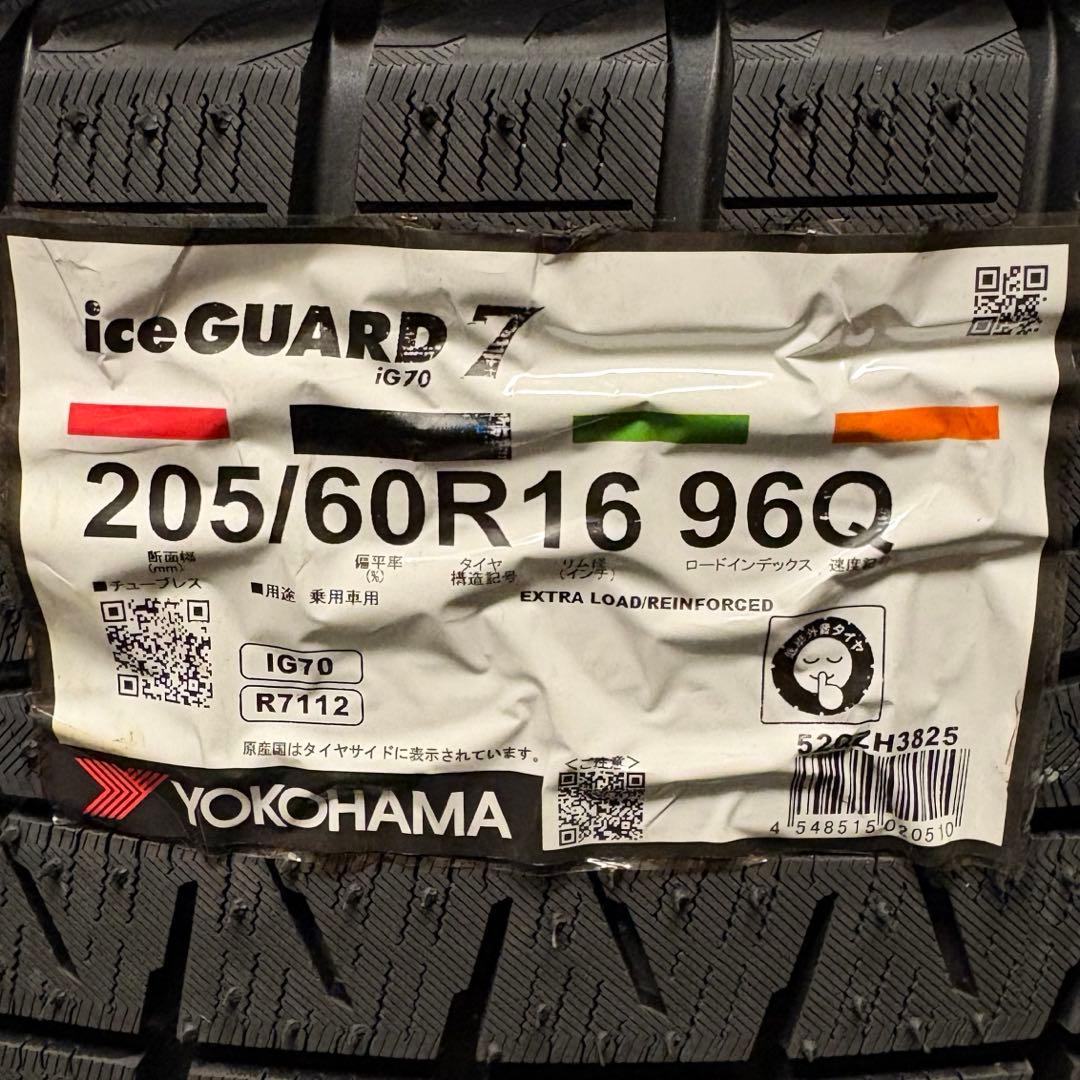 iceGUARD 7
iG70
205/60R16 96Q
断面幅 偏平率 タイヤ リム径 ロードインデックス 速度記号
(mm) (%) 構造記号 (インチ)
■チューブレス ■用途 乗用車用
EXTRA LOAD/REINFORCED
IG70
R7112
原産国はタイヤサイドに表示されています。
<ご注意>
YOKOHAMA
4 548515 020510